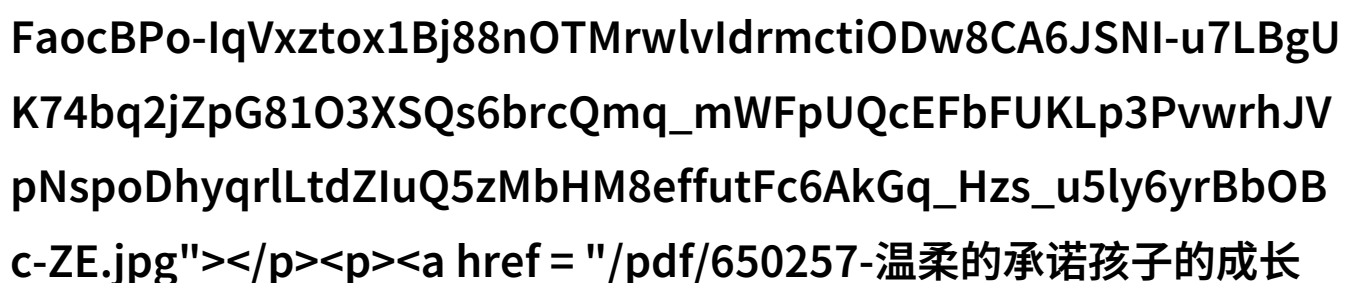 FaocBPo-IqVxztox1Bj88nOTMrwlvIdrmctiODw8CA6JSNI-u7LBgU
K74bq2jZpG81O3XSQs6brcQmq_mWFpUQcEFbFUKLp3PvwrhJV
pNspoDhyqrlLtdZIuQ5zMbHM8effutFc6AkGq_Hzs_u5ly6yrBbOB
c-ZE.jpg"></p><p><a href = "/pdf/650257-温柔的承诺孩子的成长